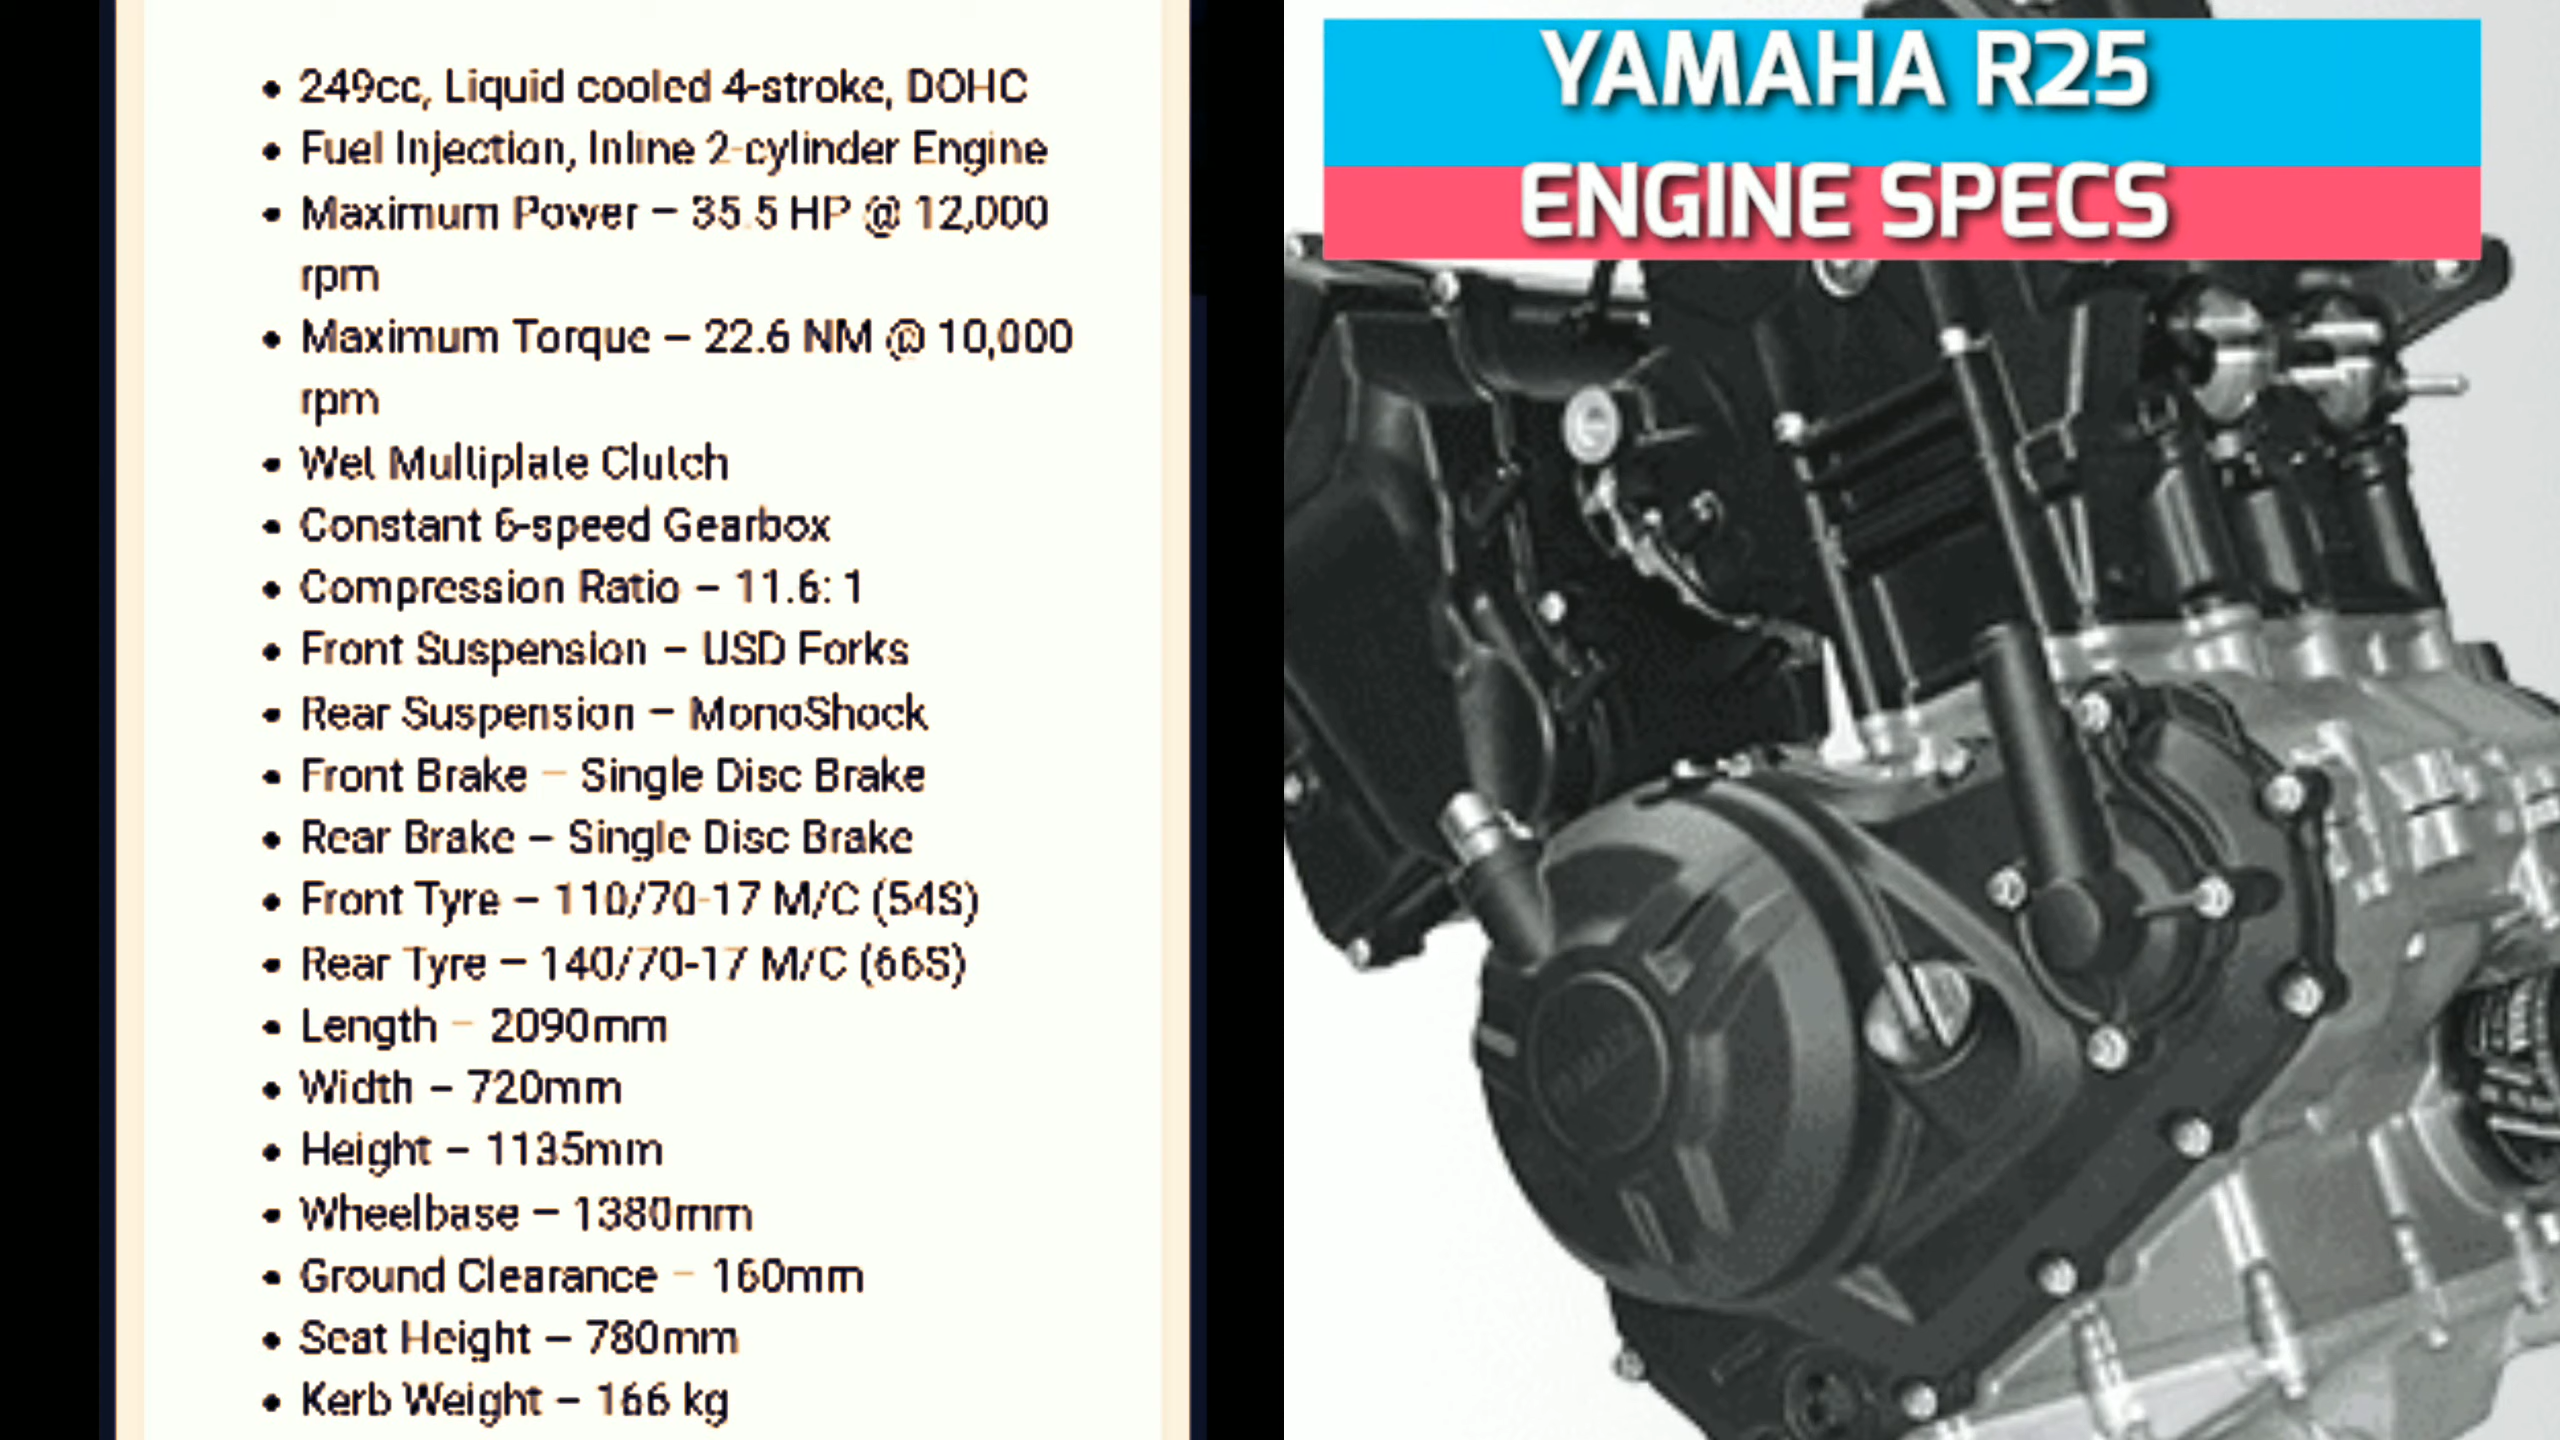 • 249cc, Liquid cooled 4-stroke, DOHC
• Fuel Injection, Inline 2-cylinder Engine
• Maximum Power – 35.5 HP @ 12,000
rpm
• Maximum Torque – 22.6 NM @ 10,000
rpm
• Wet Multiplate Clutch
• Constant 6-speed Gearbox
• Compression Ratio – 11.6: 1
• Front Suspension – USD Forks
• Rear Suspension – MonoShock
• Front Brake – Single Disc Brake
• Rear Brake – Single Disc Brake
• Front Tyre – 110/70-17 M/C (54S)
• Rear Tyre – 140/70-17 M/C (66S)
• Length – 2090mm
• Width – 720mm
• Height – 1135mm
• Wheelbase – 1380mm
• Ground Clearance – 160mm
• Seat Height – 780mm
• Kerb Weight – 166 kg
YAMAHA R25
ENGINE SPECS